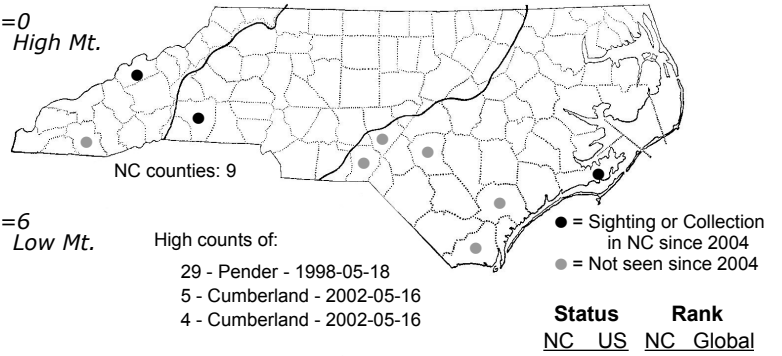 =0
High Mt.
NC counties: 9
=6
Low Mt.
High counts of:
29 - Pender - 1998-05-18
5 - Cumberland - 2002-05-16
4 - Cumberland - 2002-05-16
= Sighting or Collection
in NC since 2004
= Not seen since 2004
Status Rank
NC US NC Global